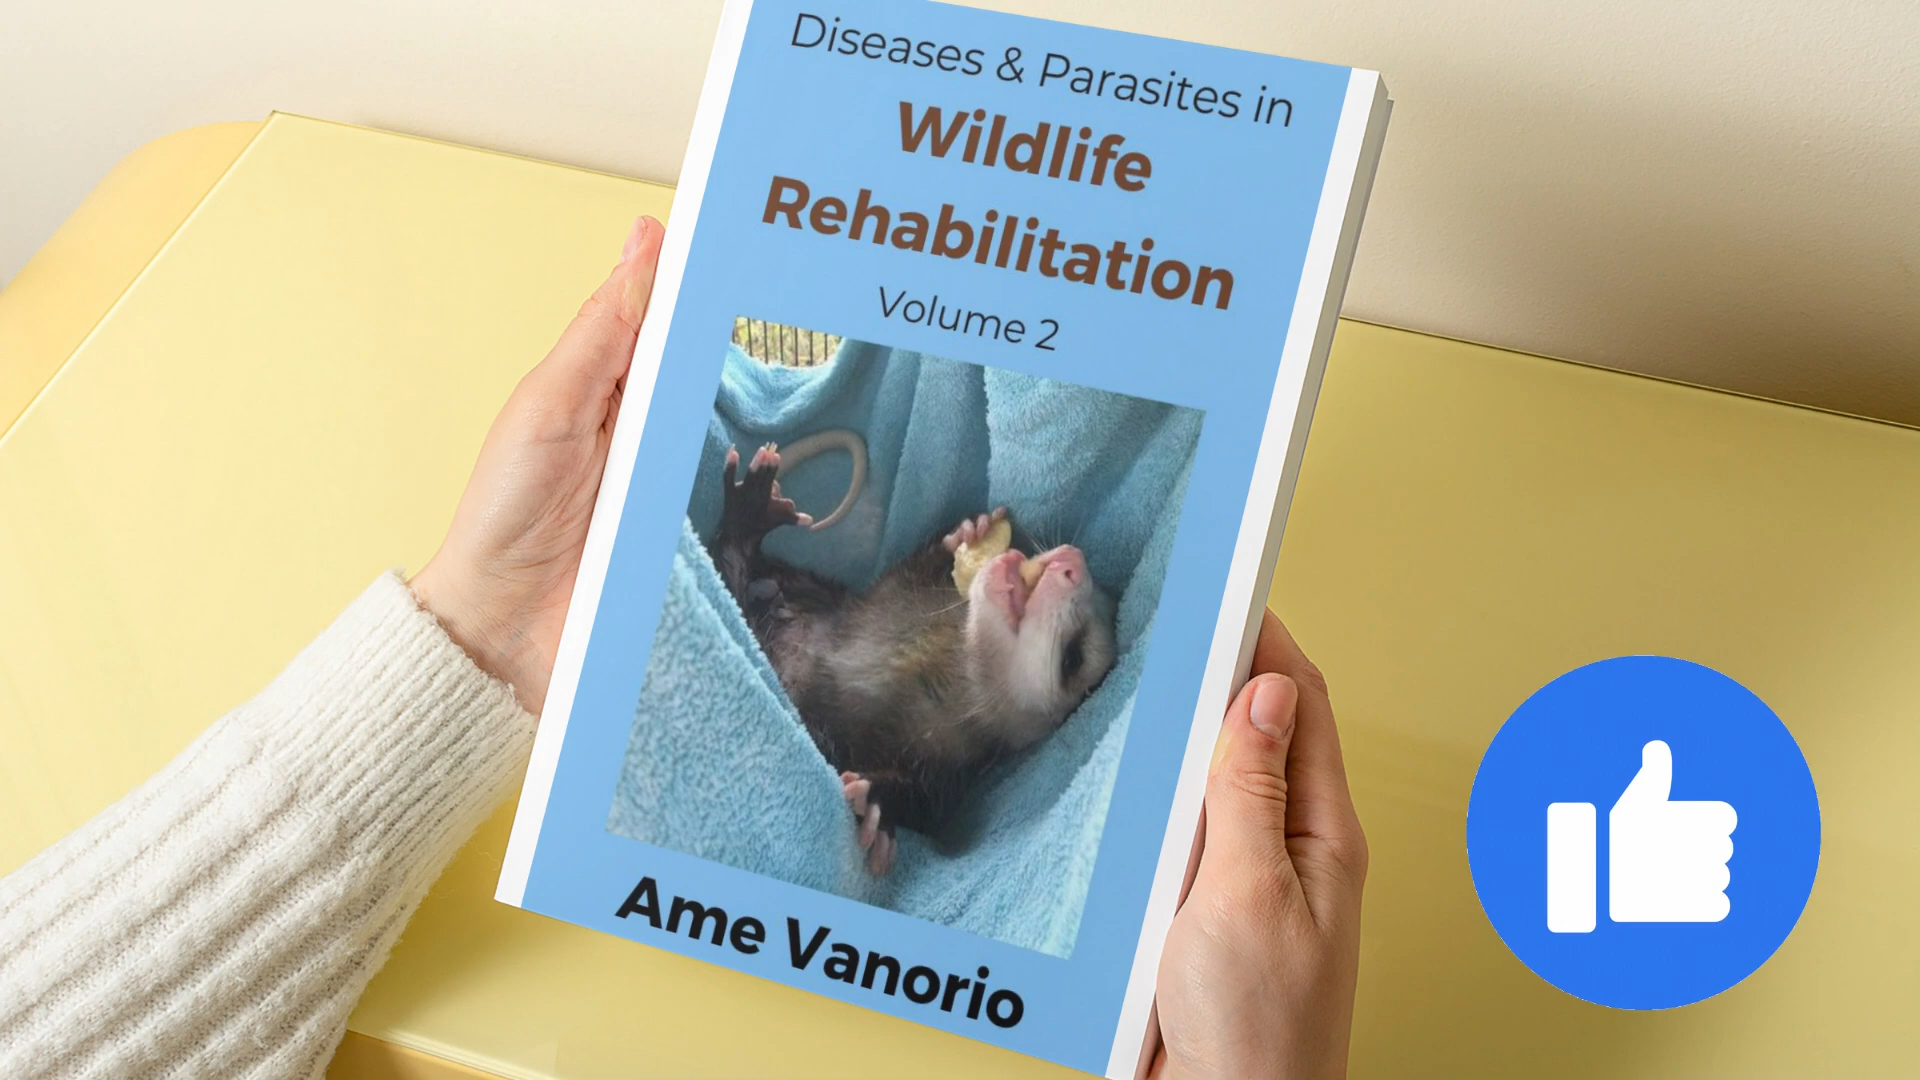 Diseases & Parasites in
Wildlife
Rehabilitation
Volume 2
Ame Vanorio